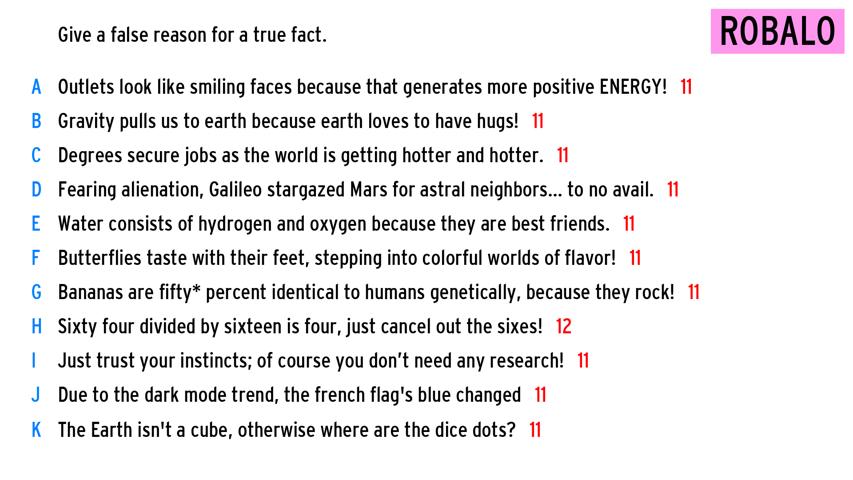 Give a false reason for a true fact.
ROBALO
A Outlets look like smiling faces because that generates more positive ENERGY! 11
B Gravity pulls us to earth because earth loves to have hugs! 11
C Degrees secure jobs as the world is getting hotter and hotter. 11
D Fearing alienation, Galileo stargazed Mars for astral neighbors... to no avail. 11
E Water consists of hydrogen and oxygen because they are best friends. 11
F Butterflies taste with their feet, stepping into colorful worlds of flavor! 11
G Bananas are fifty* percent identical to humans genetically, because they rock! 11
H Sixty four divided by sixteen is four, just cancel out the sixes! 12
I Just trust your instincts; of course you don’t need any research! 11
J Due to the dark mode trend, the french flag's blue changed 11
K The Earth isn't a cube, otherwise where are the dice dots? 11